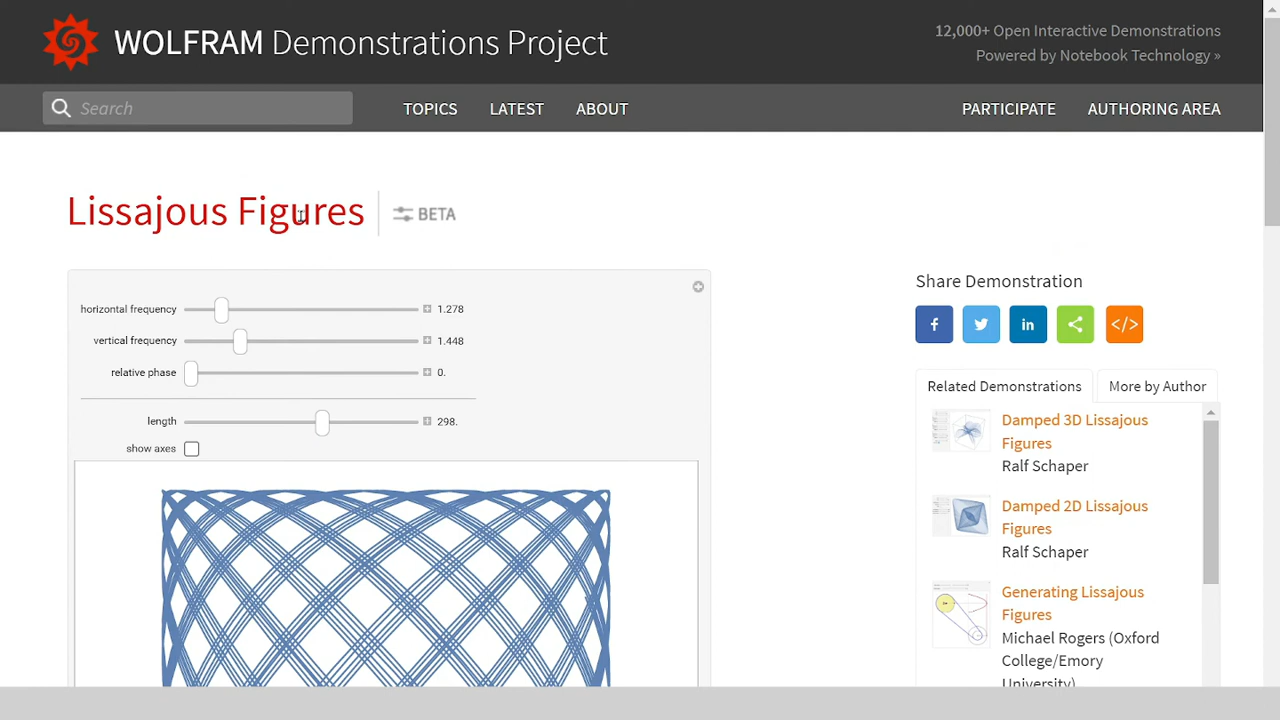 WOLFRAM Demonstrations Project
12,000+ Open Interactive Demonstrations
Powered by Notebook Technology »
Search
TOPICS
LATEST
ABOUT
PARTICIPATE
AUTHORING AREA
Lissajous Figures
BETA
horizontal frequency 1.278
vertical frequency 1.448
relative phase 0.
length 298.
show axes
Share Demonstration
f
in
</>
Related Demonstrations
More by Author
Damped 3D Lissajous
Figures
Ralf Schaper
Damped 2D Lissajous
Figures
Ralf Schaper
Generating Lissajous
Figures
Michael Rogers (Oxford
College/Emory
University)